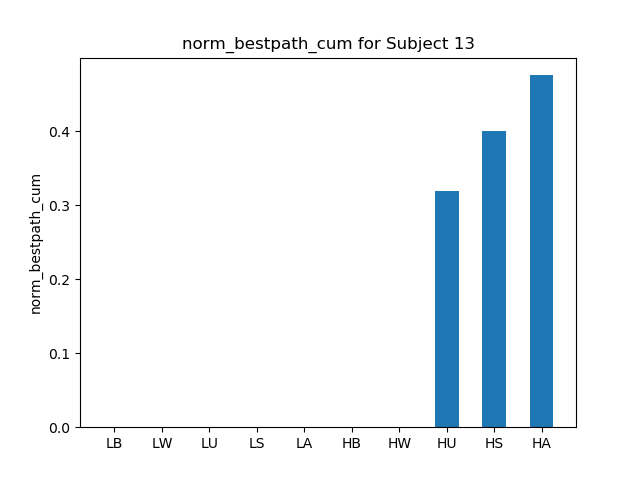 norm_bestpath_cum for Subject 13
norm_bestpath_cum
0.4
0.3
0.2
0.1
0.0
LB LW LU LS LA HB HW HU HS HA